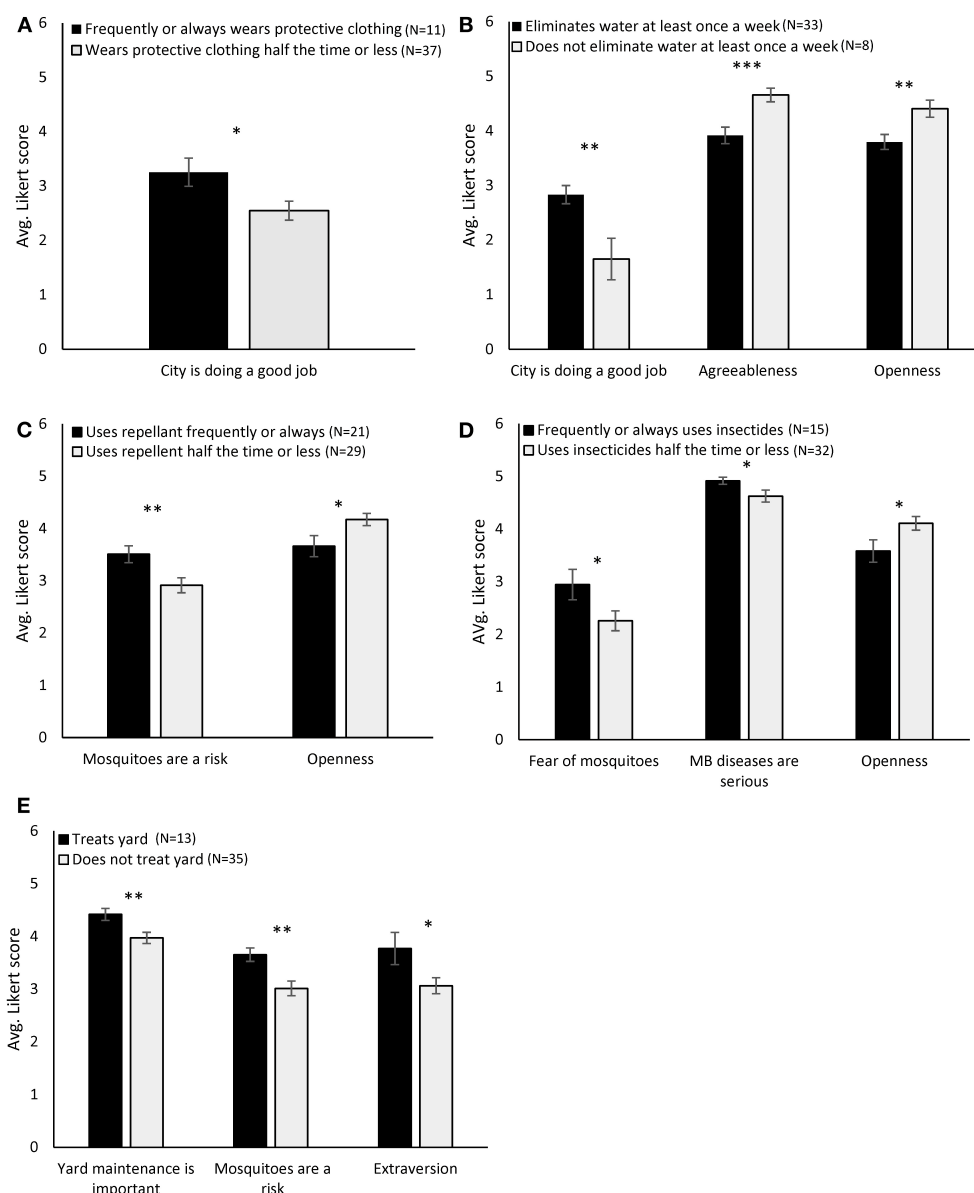 A
6
5
4
3
2
1
0
Avg. Likert score
Frequently or always wears protective clothing (N=11)
Wears protective clothing half the time or less (N=37)
*
City is doing a good job
B
6
5
4
3
2
1
0
Avg. Likert score
Eliminates water at least once a week (N=33)
Does not eliminate water at least once a week (N=8)
**
***
**
City is doing a good job
Agreeableness
Openness
C
6
5
4
3
2
1
0
Avg. Likert score
Uses repellant frequently or always (N=21)
Uses repellent half the time or less (N=29)
**
*
Mosquitoes are a risk
Openness
D
6
5
4
3
2
1
0
AVg. Likert socre
Frequently or always uses insectides (N=15)
Uses insecticides half the time or less (N=32)
*
*
*
Fear of mosquitoes
MB diseases are
serious
Openness
E
6
5
4
3
2
1
0
Avg. Likert score
Treats yard (N=13)
Does not treat yard (N=35)
**
**
*
Yard maintenance is
important
Mosquitoes are a
risk
Extraversion